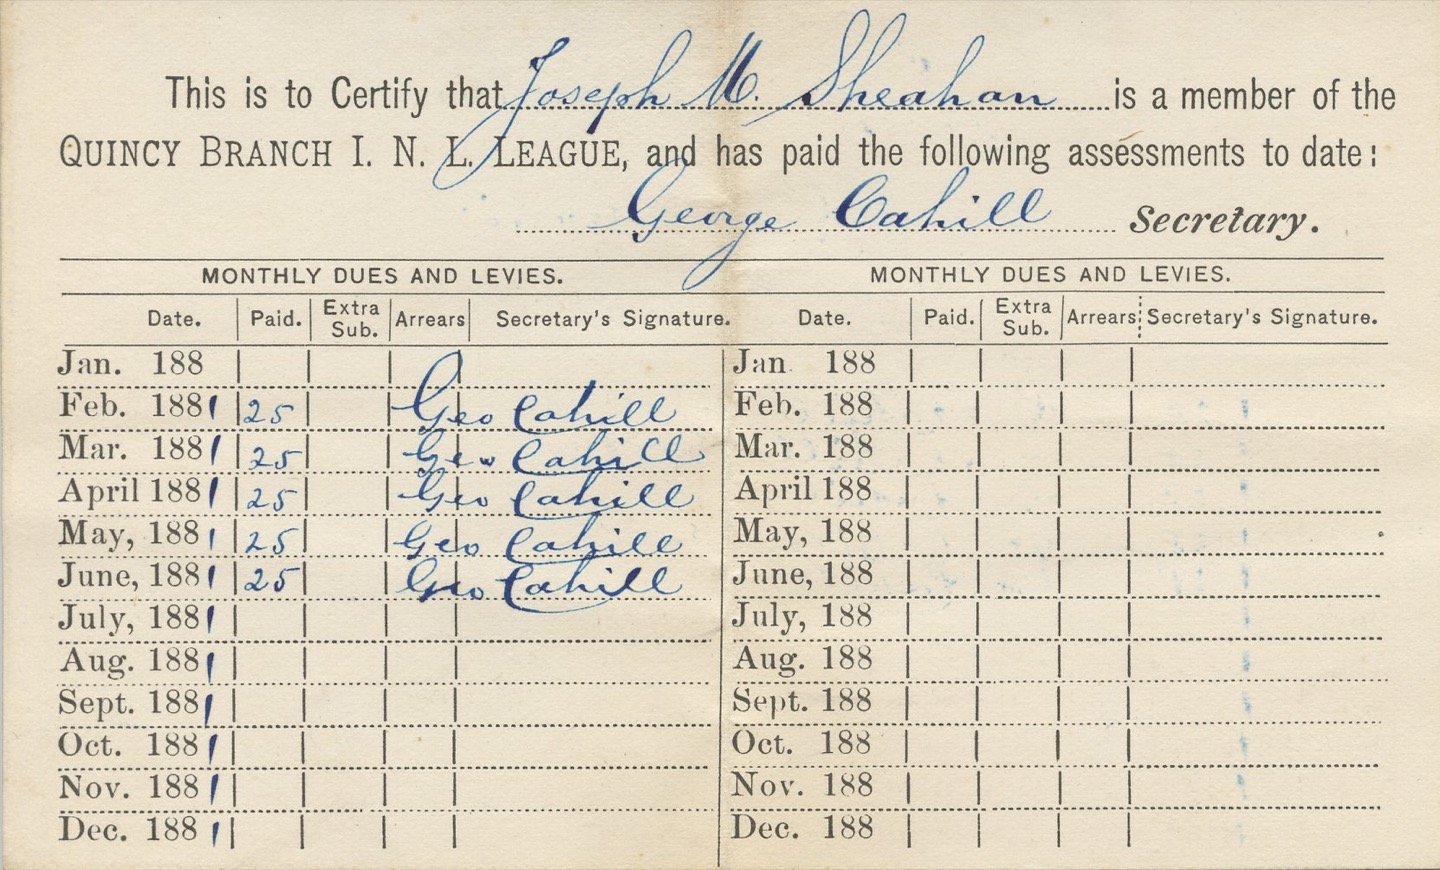 This is to Certify that Joseph M. Sheahan is a member of the
QUINCY BRANCH I. N. L. LEAGUE, and has paid the following assessments to date:
George Cahill Secretary.
MONTHLY DUES AND LEVIES. MONTHLY DUES AND LEVIES.
Date. Paid. Extra Sub. Arrears Secretary's Signature. Date. Paid. Extra Sub. Arrears Secretary's Signature.
Jan. 188 Jan 188
Feb. 1881 25 Geo Cahill Feb. 188
Mar. 1881 25 Geo Cahill Mar. 188
April 1881 25 Geo Cahill April 188
May, 1881 25 Geo Cahill May, 188
June, 1881 25 Geo Cahill June, 188
July, 1881 July, 188
Aug. 1881 Aug. 188
Sept. 1881 Sept. 188
Oct. 1881 Oct. 188
Nov. 1881 Nov. 188
Dec. 1881 Dec. 188